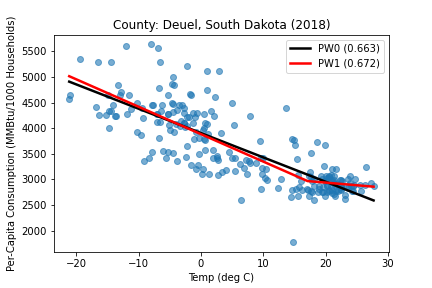 County: Deuel, South Dakota (2018)
PW0 (0.663)
PW1 (0.672)
Per-Capita Consumption (MMBtu/1000 Households)
5500
5000
4500
4000
3500
3000
2500
2000
−20
−10
0
10
20
30
Temp (deg C)